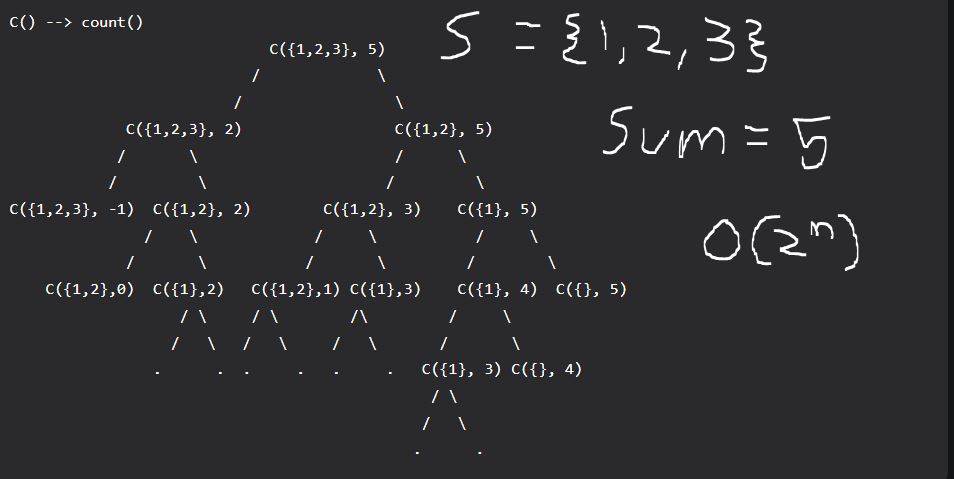 C() --> count()
C({1,2,3}, 5)
S = {1,2,3}
/ \
/ \
C({1,2,3}, 2) C({1,2}, 5)
Sum = 5
/ \ / \
/ \ / \
C({1,2,3}, -1) C({1,2}, 2) C({1,2}, 3) C({1}, 5)
O(2^n)
/ \ / \ / \
/ \ / \ / \
C({1,2},0) C({1},2) C({1,2},1) C({1},3) C({1}, 4) C({}, 5)
/ \ / \ /\ / \
/ \ / \ / \ / \
. . . . . . C({1}, 3) C({}, 4)
/ \
/ \
. .